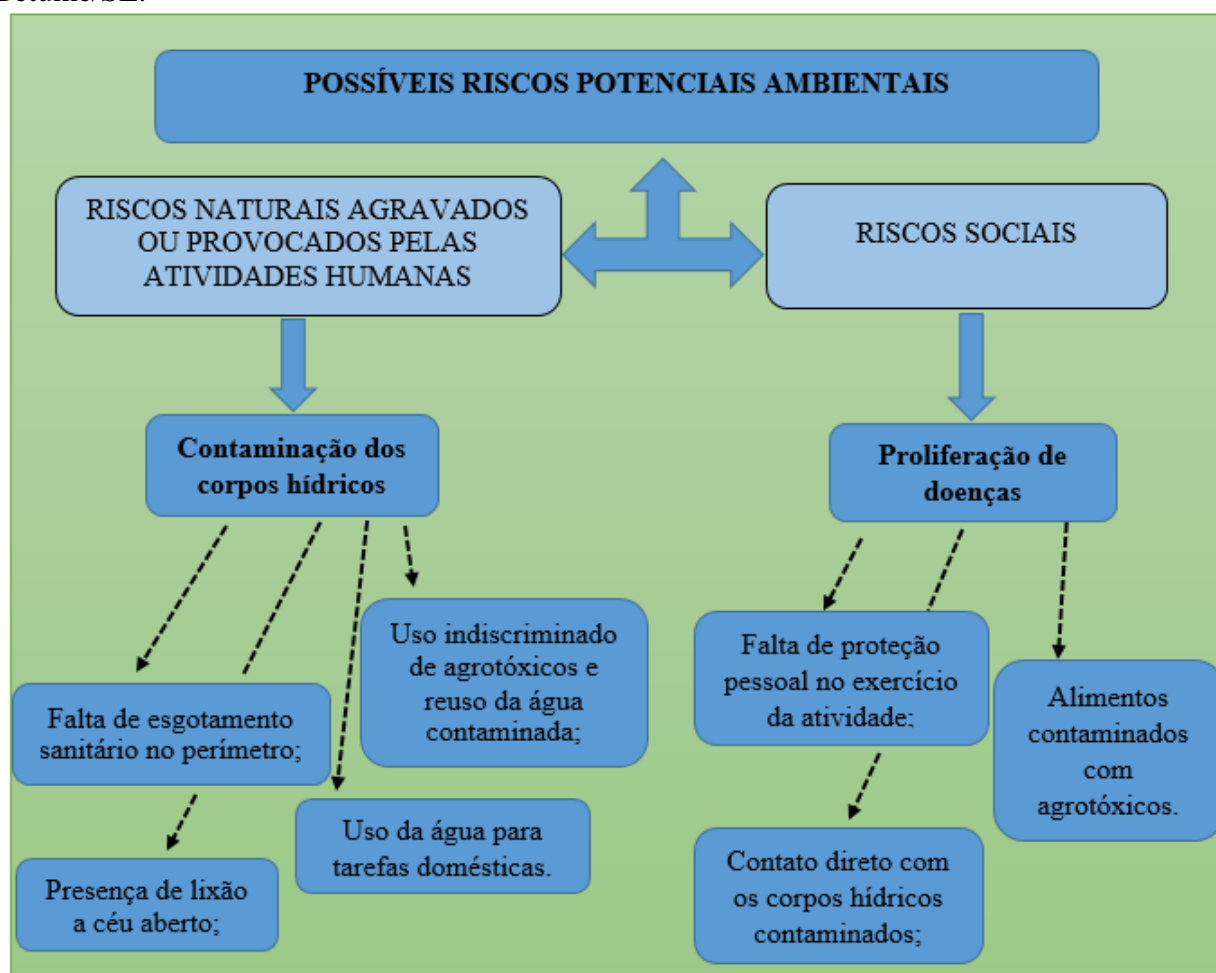 POSSÍVEIS RISCOS POTENCIAIS AMBIENTAIS
RISCOS NATURAIS AGRAVADOS
OU PROVOCADOS PELAS
ATIVIDADES HUMANAS
RISCOS SOCIAIS
Contaminação dos
corpos hídricos
Proliferação de
doenças
Uso indiscriminado
de agrotóxicos e
reuso da água
contaminada;
Falta de esgotamento
sanitário no perímetro;
Uso da água para
tarefas domésticas.
Presença de lixão
a céu aberto;
Falta de proteção
pessoal no exercício
da atividade;
Alimentos
contaminados
com
agrotóxicos.
Contato direto com
os corpos hídricos
contaminados;